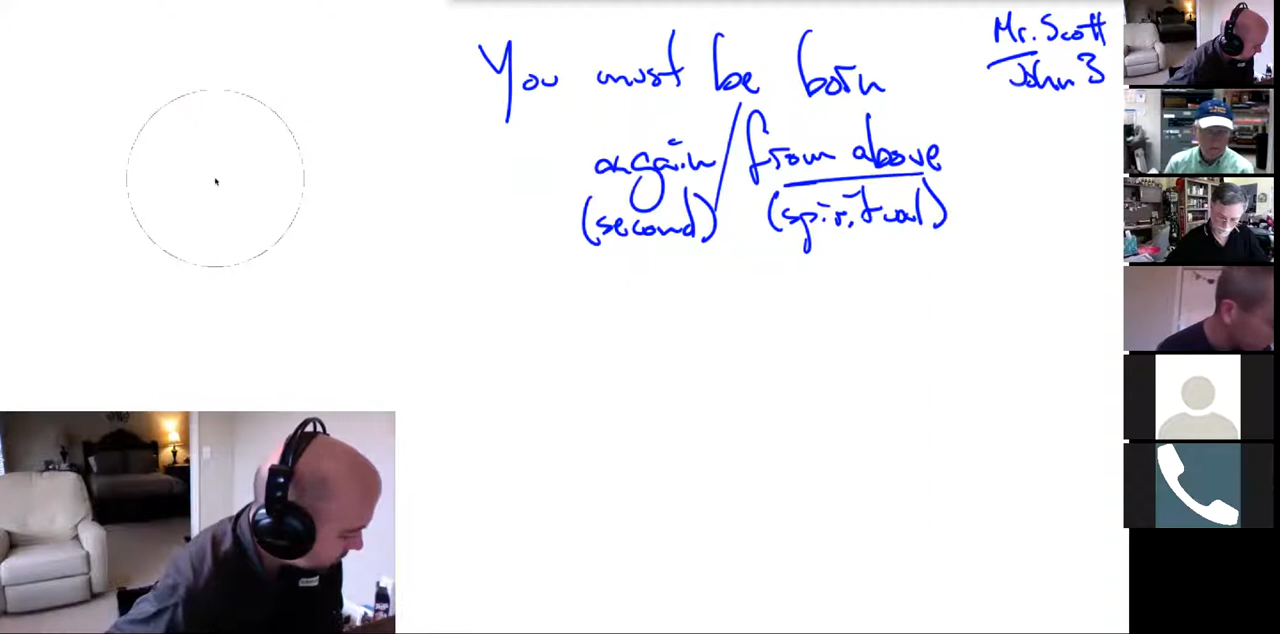 You must be born
again / from above
(second) (spiritual)
Mr. Scott
John 3